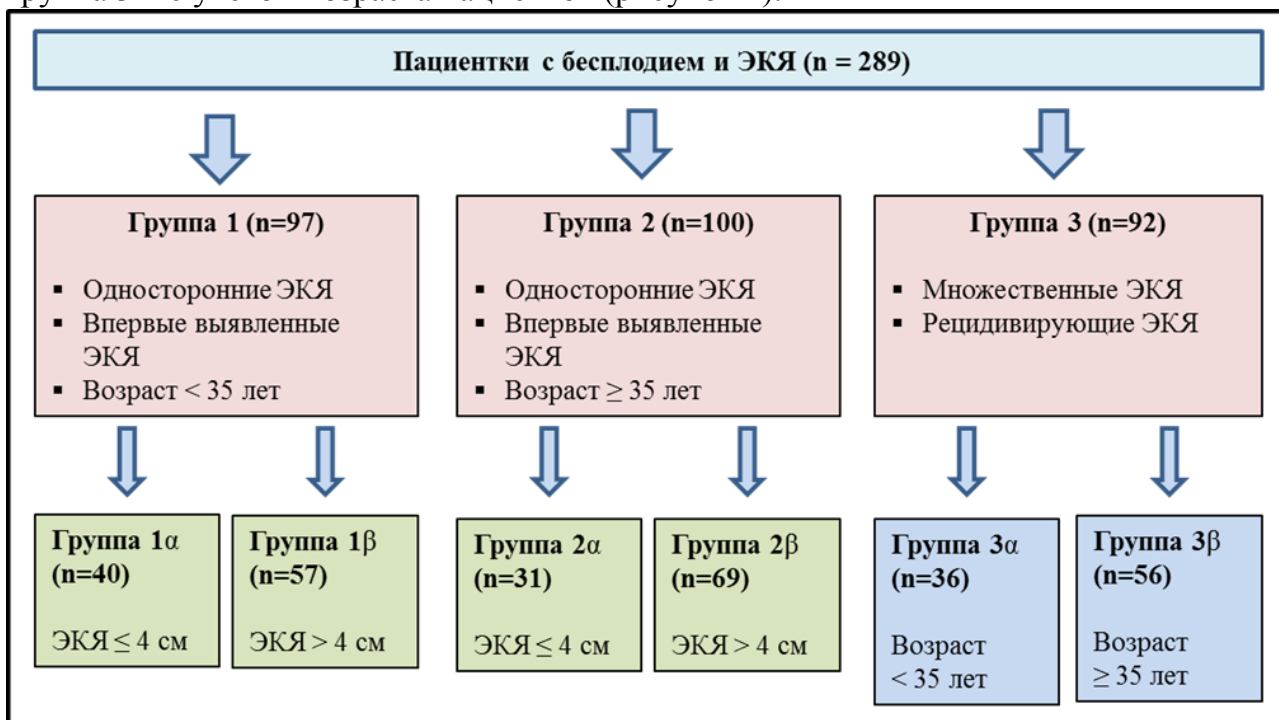 Пациентки с бесплодием и ЭКЯ (n = 289)
Группа 1 (n=97)
▪ Односторонние ЭКЯ
▪ Впервые выявленные
ЭКЯ
▪ Возраст < 35 лет
Группа 2 (n=100)
▪ Односторонние ЭКЯ
▪ Впервые выявленные
ЭКЯ
▪ Возраст ≥ 35 лет
Группа 3 (n=92)
▪ Множественные ЭКЯ
▪ Рецидивирующие ЭКЯ
Группа 1α
(n=40)
ЭКЯ ≤ 4 см
Группа 1β
(n=57)
ЭКЯ > 4 см
Группа 2α
(n=31)
ЭКЯ ≤ 4 см
Группа 2β
(n=69)
ЭКЯ > 4 см
Группа 3α
(n=36)
Возраст
< 35 лет
Группа 3β
(n=56)
Возраст
≥ 35 лет